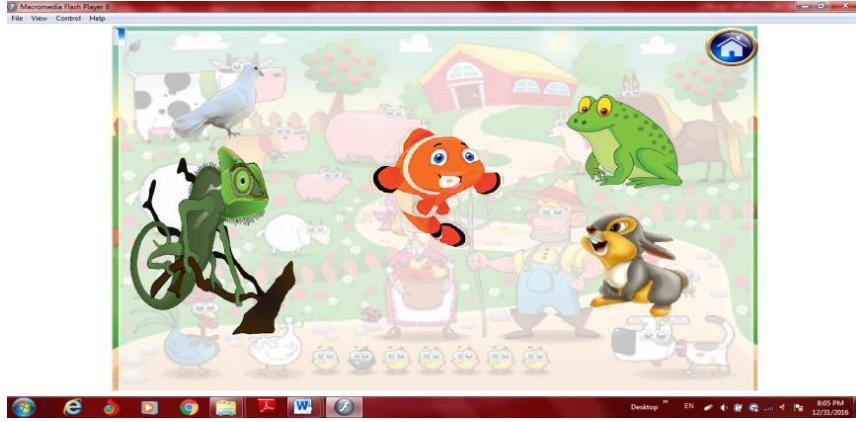 Macromedia Flash Player 8
File View Control Help
Desktop
EN
8:05 PM
12/31/2016